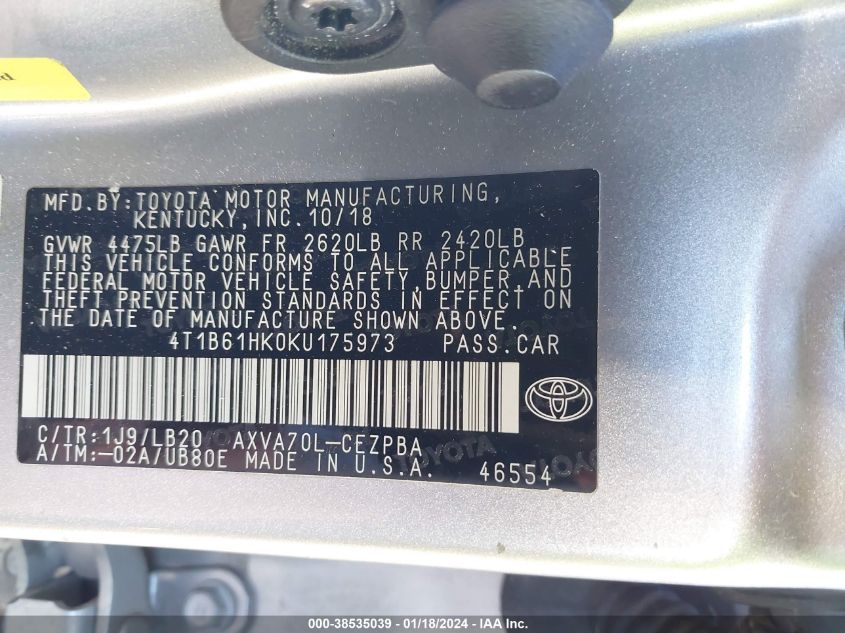 MFD.BY:TOYOTA MOTOR MANUFACTURING,
KENTUCKY, INC. 10/18
GVWR 4475LB GAWR FR 2620LB RR 2420LB
THIS VEHICLE CONFORMS TO ALL APPLICABLE
FEDERAL MOTOR VEHICLE SAFETY, BUMPER, AND
THEFT PREVENTION STANDARDS IN EFFECT ON
THE DATE OF MANUFACTURE SHOWN ABOVE.
4T1B61HK0KU175973 PASS.CAR
C/TR:1J9/LB20 AXVA70L-CEZPBA
A/TM:-02A/UB80E MADE IN U.S.A. 46554
000-38535039 - 01/18/2024 - IAA Inc.